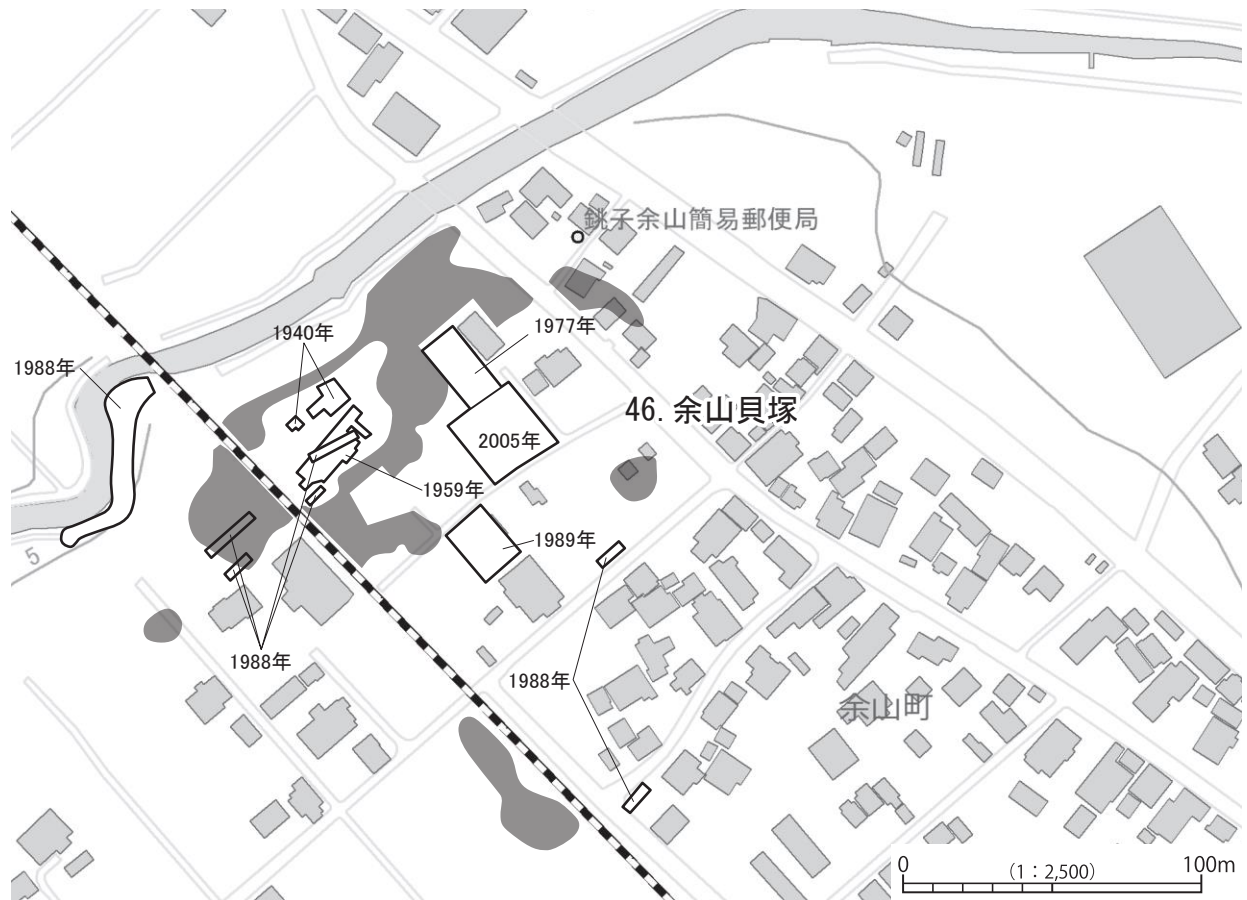 銚子余山簡易郵便局
1977年
1940年
1988年
46. 余山貝塚
2005年
1959年
1989年
5
1988年
1988年
余山町
0 (1：2,500) 100m